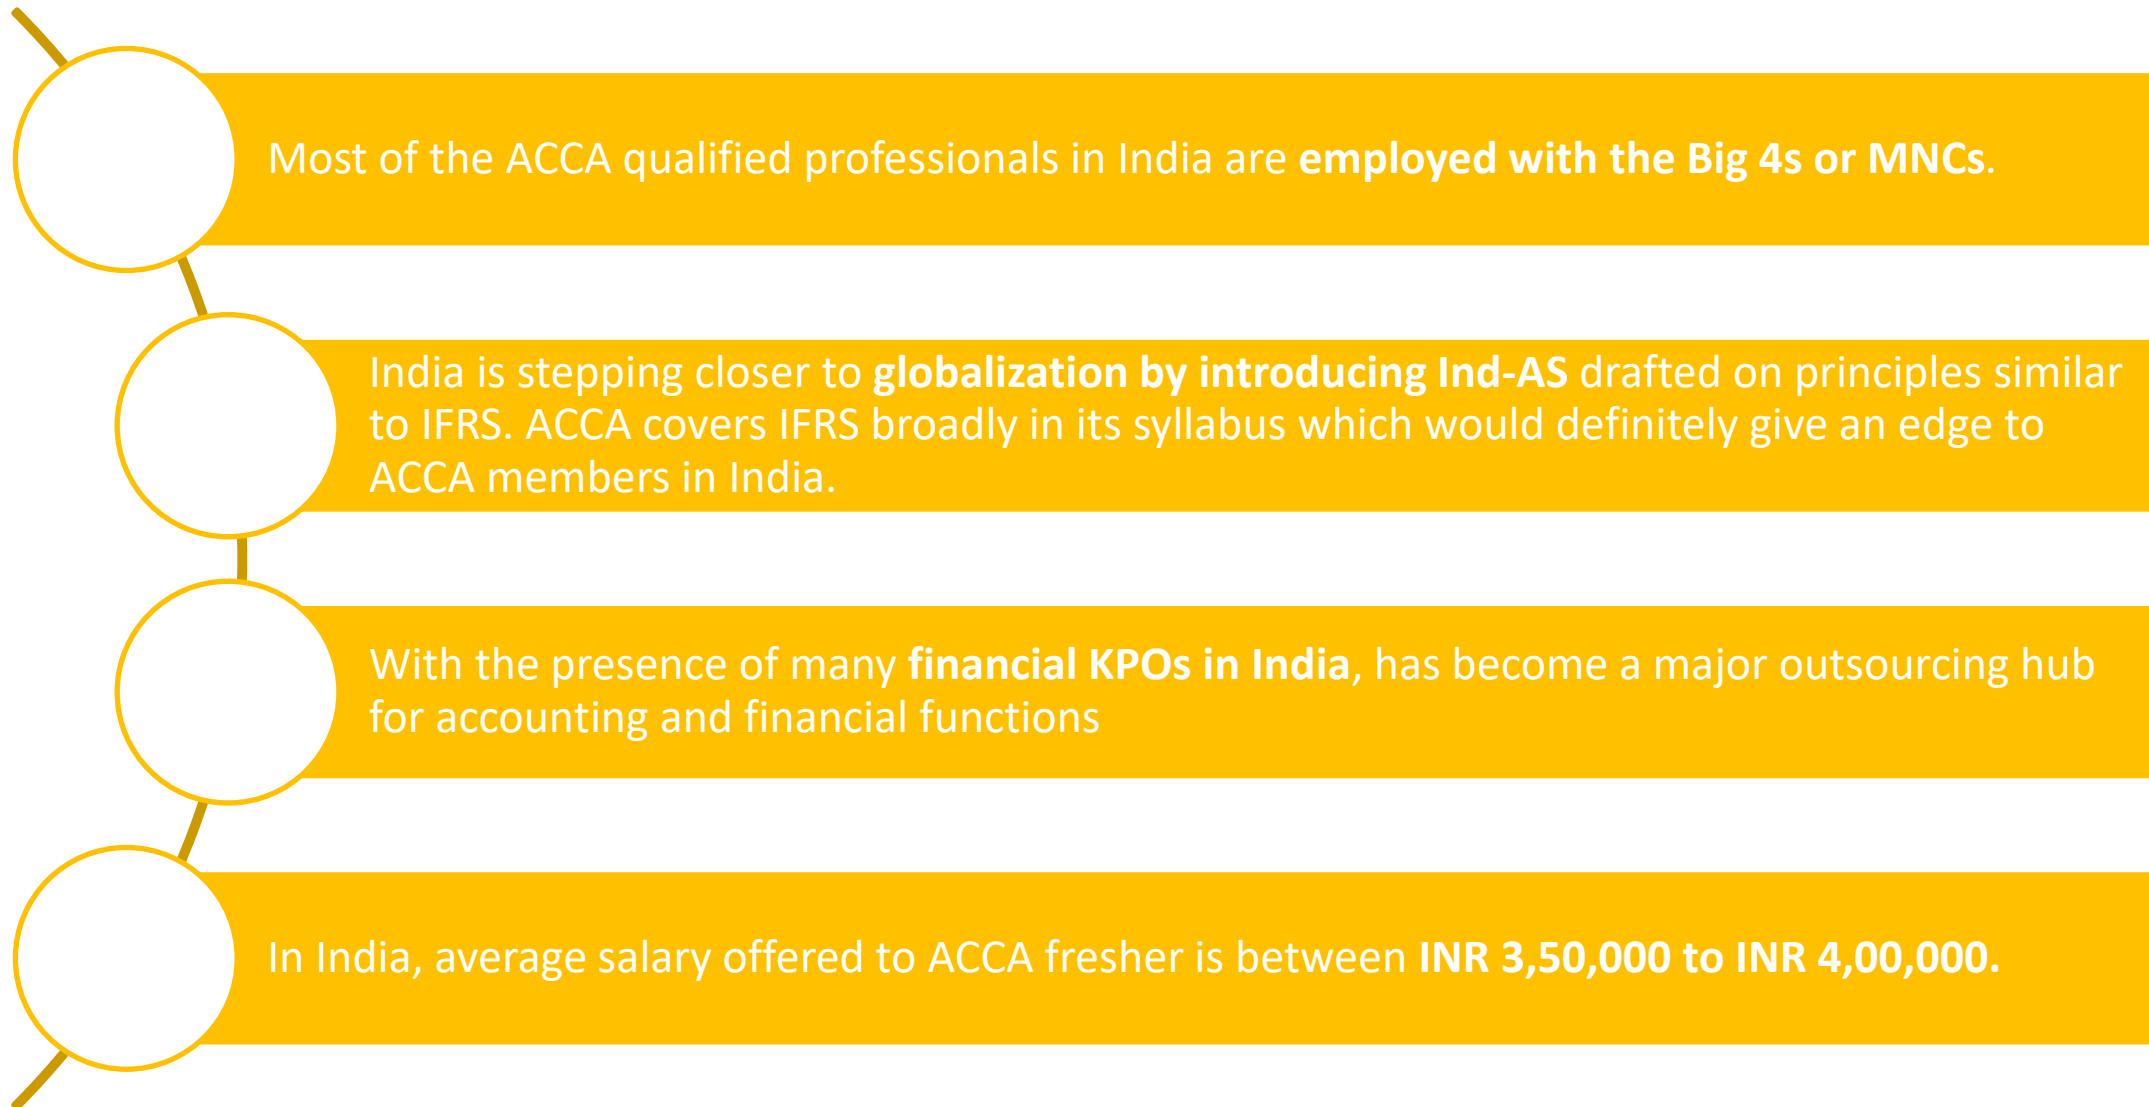 Most of the ACCA qualified professionals in India are employed with the Big 4s or MNCs.
India is stepping closer to globalization by introducing Ind-AS drafted on principles similar
to IFRS. ACCA covers IFRS broadly in its syllabus which would definitely give an edge to
ACCA members in India.
With the presence of many financial KPOs in India, has become a major outsourcing hub
for accounting and financial functions
In India, average salary offered to ACCA fresher is between INR 3,50,000 to INR 4,00,000.